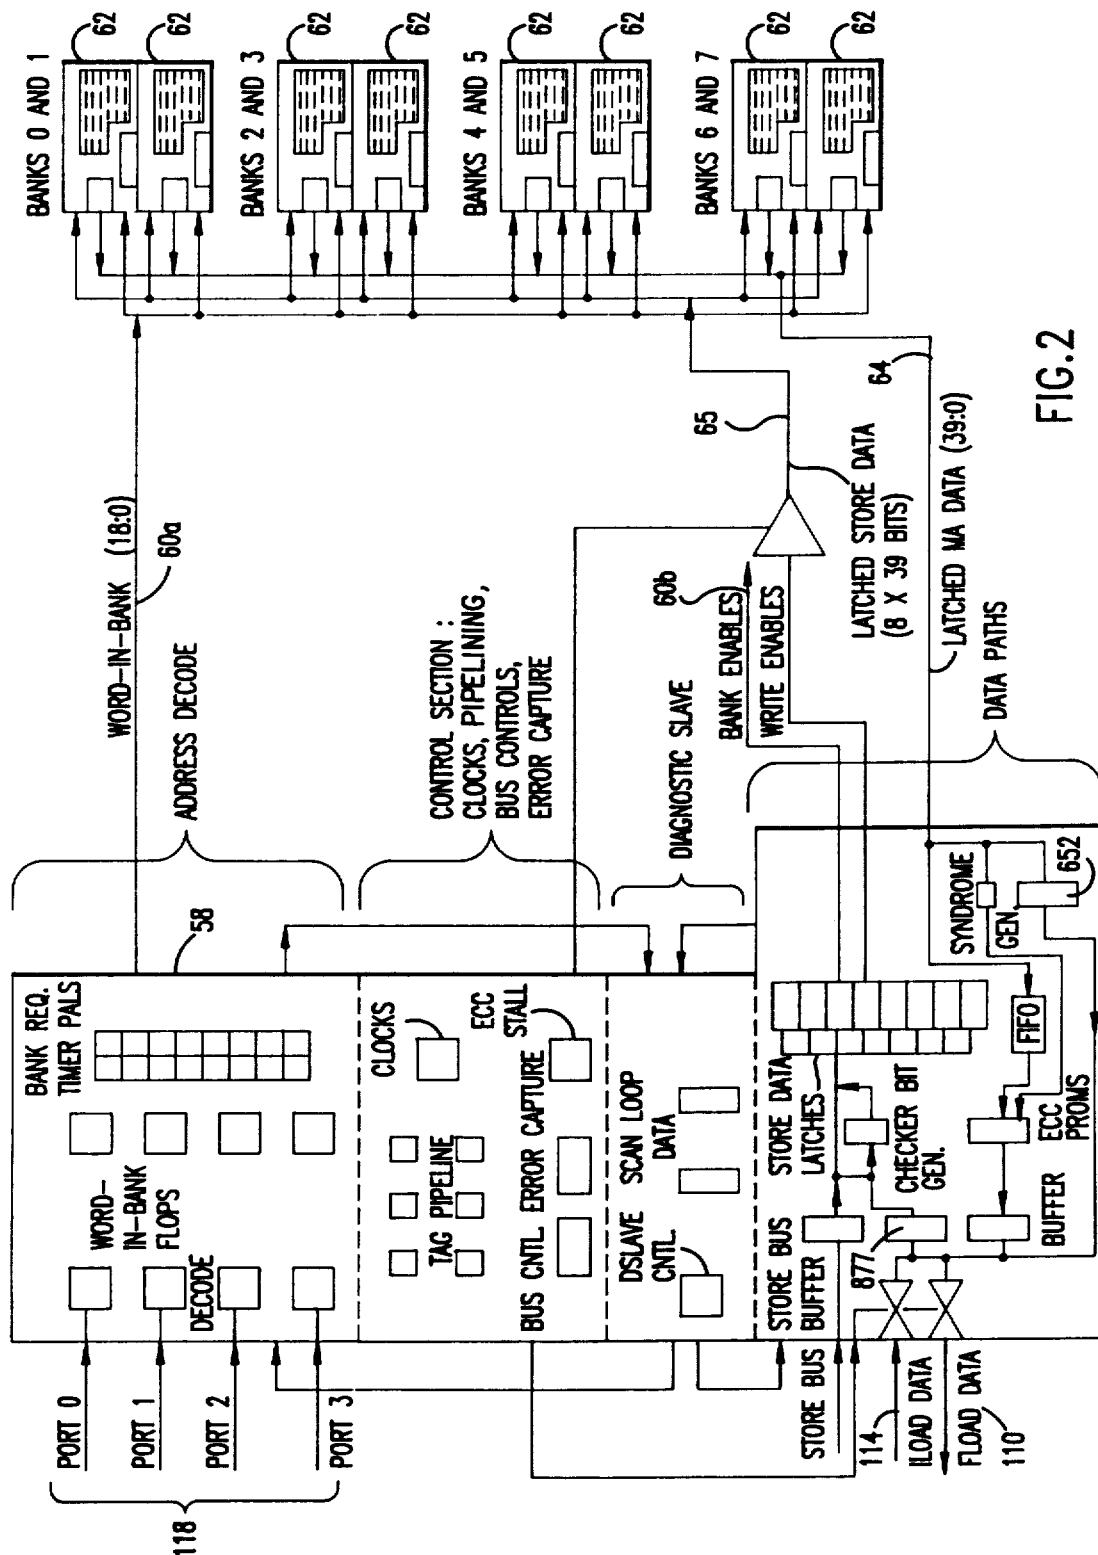 BANKS 0 AND 1
62
62
BANKS 2 AND 3
62
62
BANKS 4 AND 5
62
62
BANKS 6 AND 7
62
62
WORD-IN-BANK (18:0)
60a
ADDRESS DECODE
CONTROL SECTION :
CLOCKS, PIPELINING,
BUS CONTROLS,
ERROR CAPTURE
DIAGNOSTIC SLAVE
BANK ENABLES
60b
WRITE ENABLES
65
LATCHED STORE DATA
(8 X 39 BITS)
64
LATCHED MA DATA (39:0)
DATA PATHS
58
BANK REQ.
TIMER PALS
WORD-
IN-BANK
FLOPS
DECODE
PORT 0
PORT 1
PORT 2
PORT 3
118
CLOCKS
ECC
STALL
TAG PIPELINE
BUS CNTL.
ERROR CAPTURE
DSLAVE
CNTL.
SCAN LOOP
DATA
STORE BUS
BUFFER
STORE DATA
LATCHES
CHECKER BIT
GEN.
877
SYNDROME
GEN.
652
FIFO
ECC
PROMS
BUFFER
STORE BUS
114
ILOAD DATA
FLOAD DATA
110
FIG.2